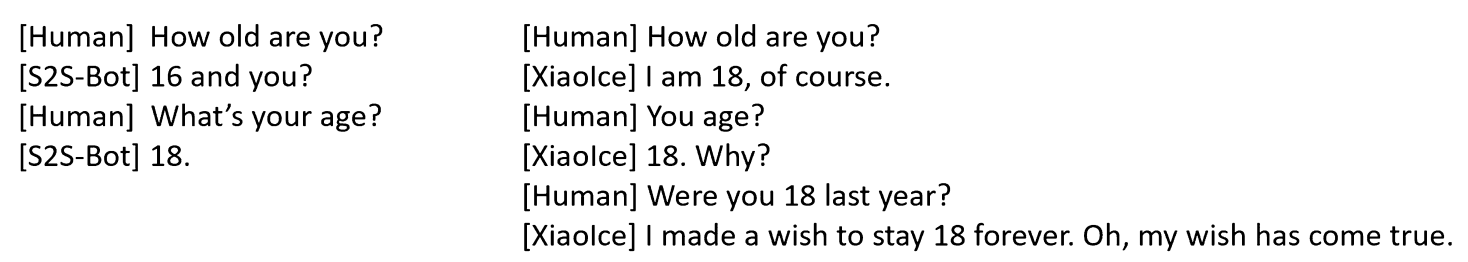 [Human] How old are you?
[S2S-Bot] 16 and you?
[Human] What's your age?
[S2S-Bot] 18.
[Human] How old are you?
[XiaoIce] I am 18, of course.
[Human] You age?
[XiaoIce] 18. Why?
[Human] Were you 18 last year?
[XiaoIce] I made a wish to stay 18 forever. Oh, my wish has come true.